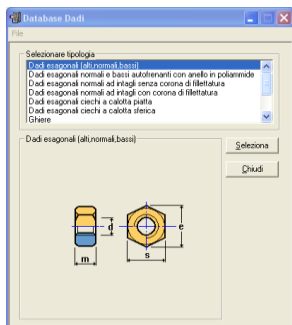 Database Dadi
File
Selezionare tipologia
Dadi esagonali (alti,normali,bassi)
Dadi esagonali normali e bassi autofrenanti con anello in poliammide
Dadi esagonali normali ad intagli senza corona di filettatura
Dadi esagonali normali ad intagli con corona di filettatura
Dadi esagonali ciechi a calotta piatta
Dadi esagonali ciechi a calotta sferica
Ghiere
Dadi esagonali (alti,normali,bassi)
Seleziona
Chiudi
d
e
m
s